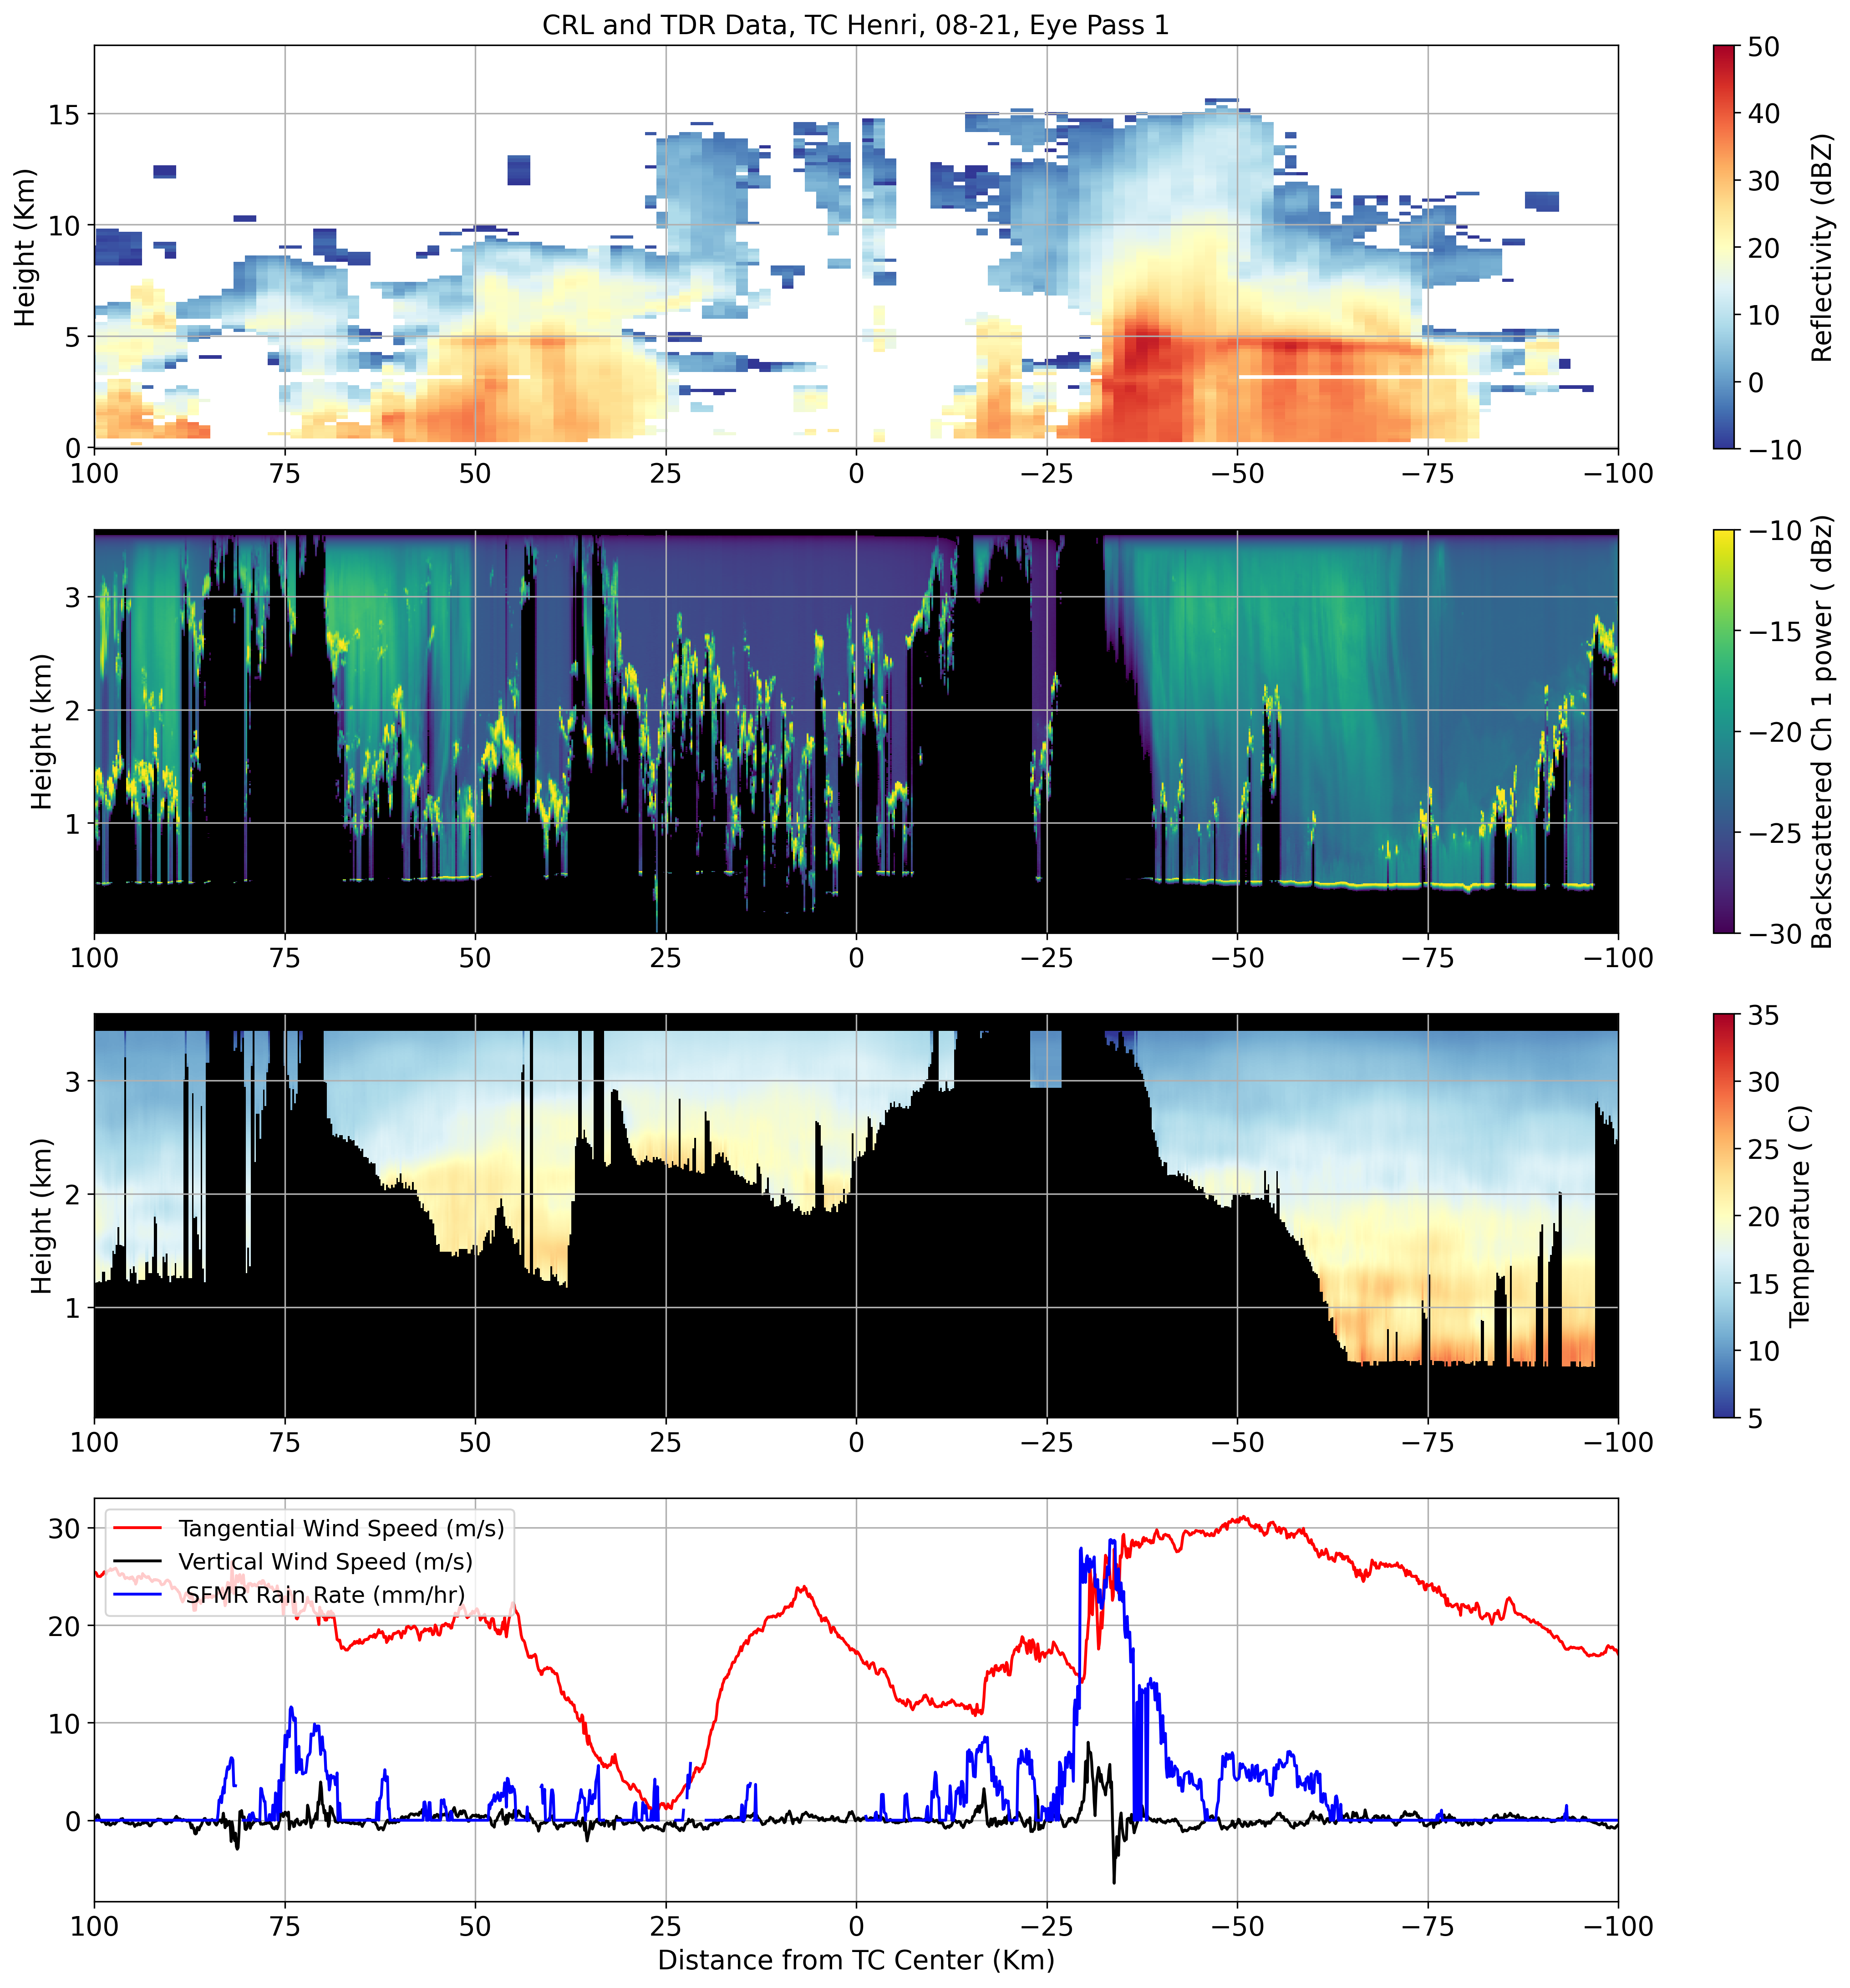 CRL and TDR Data, TC Henri, 08-21, Eye Pass 1
Height (Km)
15
10
5
0
100 75 50 25 0 −25 −50 −75 −100
50
40
30
20
10
0
−10
Reflectivity (dBZ)
Height (km)
3
2
1
100 75 50 25 0 −25 −50 −75 −100
−10
−15
−20
−25
−30
Backscattered Ch 1 power ( dBz)
Height (km)
3
2
1
100 75 50 25 0 −25 −50 −75 −100
35
30
25
20
15
10
5
Temperature ( C)
30
20
10
0
Tangential Wind Speed (m/s)
Vertical Wind Speed (m/s)
SFMR Rain Rate (mm/hr)
100 75 50 25 0 −25 −50 −75 −100
Distance from TC Center (Km)